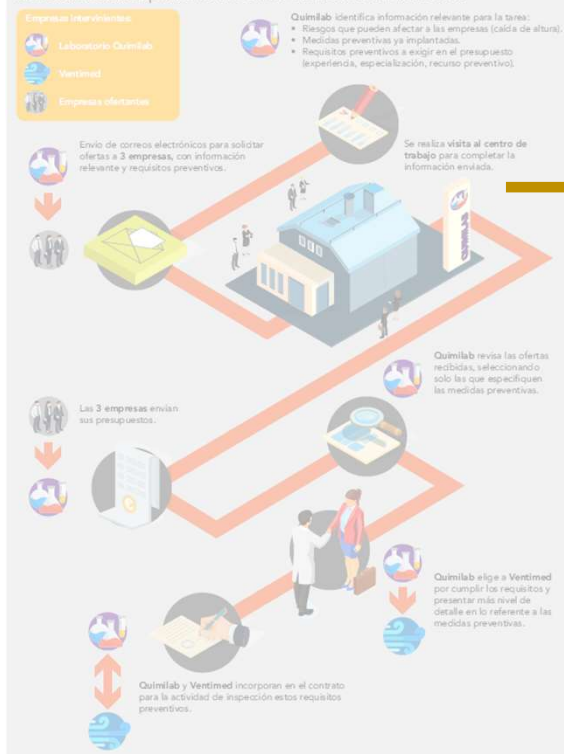 Empresas intervinientes:
Laboratorio Quimilab
Ventimed
Empresas ofertantes
Quimilab identifica información relevante para la tarea:
• Riesgos que pueden afectar a las empresas (caída de altura).
• Medidas preventivas ya implantadas.
• Requisitos preventivos a exigir en el presupuesto
(experiencia, especialización, recurso preventivo).
Envío de correos electrónicos para solicitar
ofertas a 3 empresas, con información
relevante y requisitos preventivos.
Se realiza visita al centro de
trabajo para completar la
información enviada.
Quimilab revisa las ofertas
recibidas, seleccionando
solo las que especifiquen
las medidas preventivas.
Las 3 empresas envían
sus presupuestos.
Quimilab elige a Ventimed
por cumplir los requisitos y
presentar más nivel de
detalle en lo referente a las
medidas preventivas.
Quimilab y Ventimed incorporan en el contrato
para la actividad de inspección estos requisitos
preventivos.